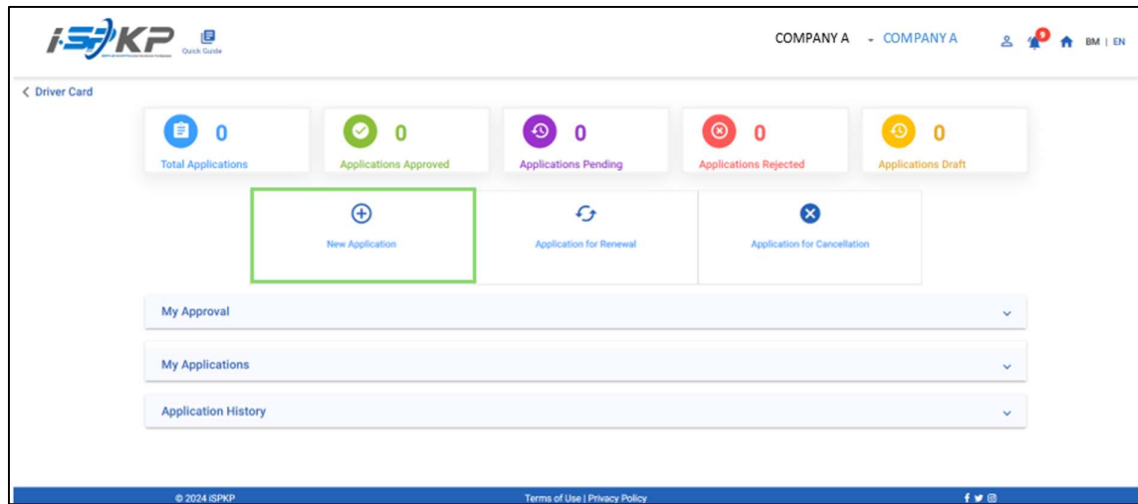 i-SPKP
Quick Guide
COMPANY A - COMPANY A
9
BM | EN
Driver Card
0
Total Applications
0
Applications Approved
0
Applications Pending
0
Applications Rejected
0
Applications Draft
New Application
Application for Renewal
Application for Cancellation
My Approval
My Applications
Application History
© 2024 iSPKP
Terms of Use | Privacy Policy